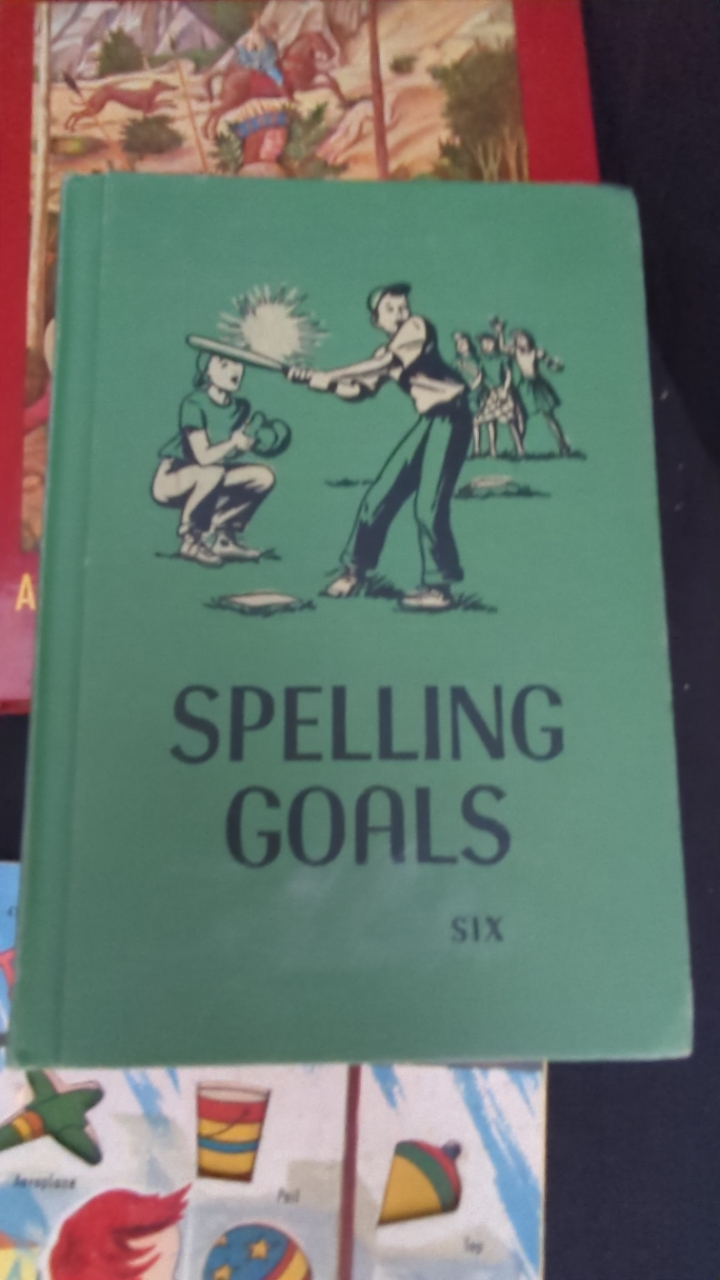 A
SPELLING
GOALS
SIX
Aeroplane
Pail
Top